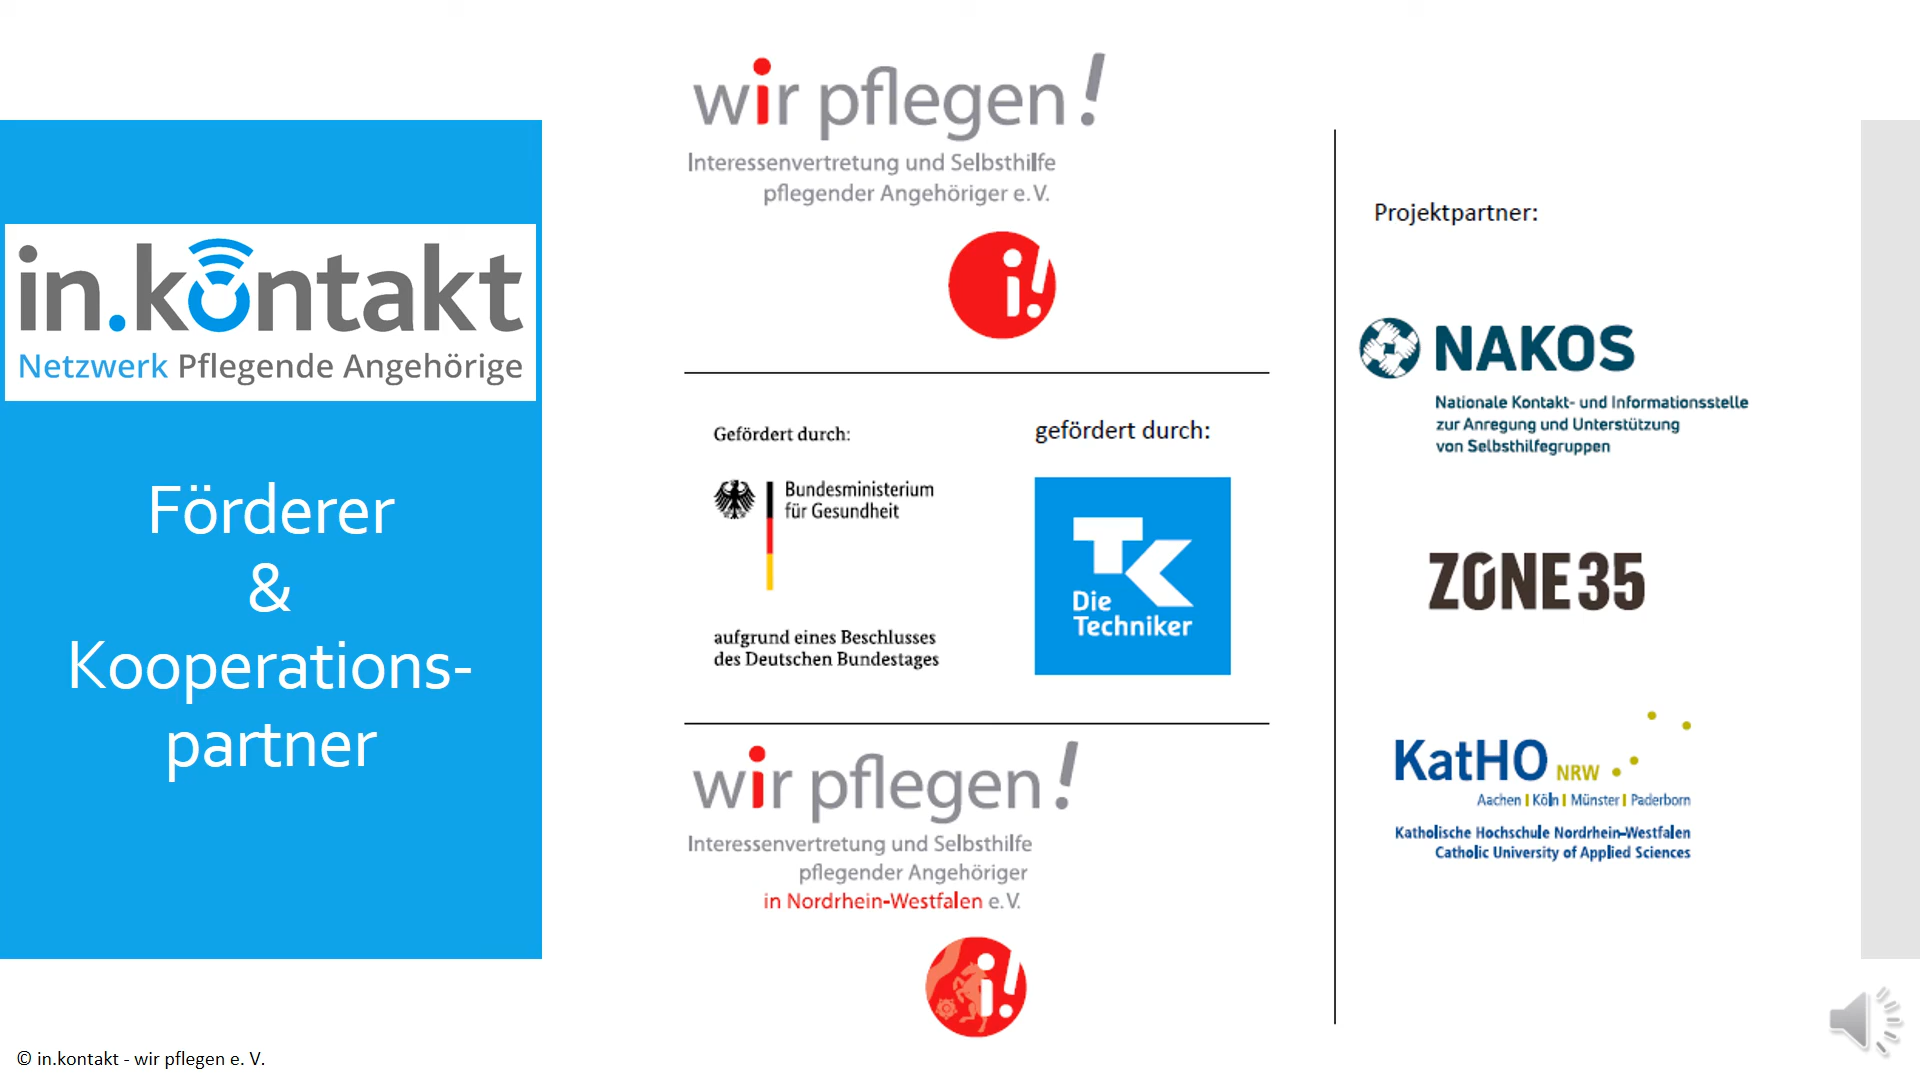 in.kontakt
Netzwerk Pflegende Angehörige
Förderer
&
Kooperations-
partner
wir pflegen!
Interessenvertretung und Selbsthilfe
pflegender Angehöriger e.V.
i!
Gefördert durch:
Bundesministerium
für Gesundheit
aufgrund eines Beschlusses
des Deutschen Bundestages
gefördert durch:
TK
Die
Techniker
wir pflegen!
Interessenvertretung und Selbsthilfe
pflegender Angehöriger
in Nordrhein-Westfalen e.V.
i!
Projektpartner:
NAKOS
Nationale Kontakt- und Informationsstelle
zur Anregung und Unterstützung
von Selbsthilfegruppen
ZONE35
KatHO NRW
Aachen | Köln | Münster | Paderborn
Katholische Hochschule Nordrhein-Westfalen
Catholic University of Applied Sciences
© in.kontakt - wir pflegen e. V.